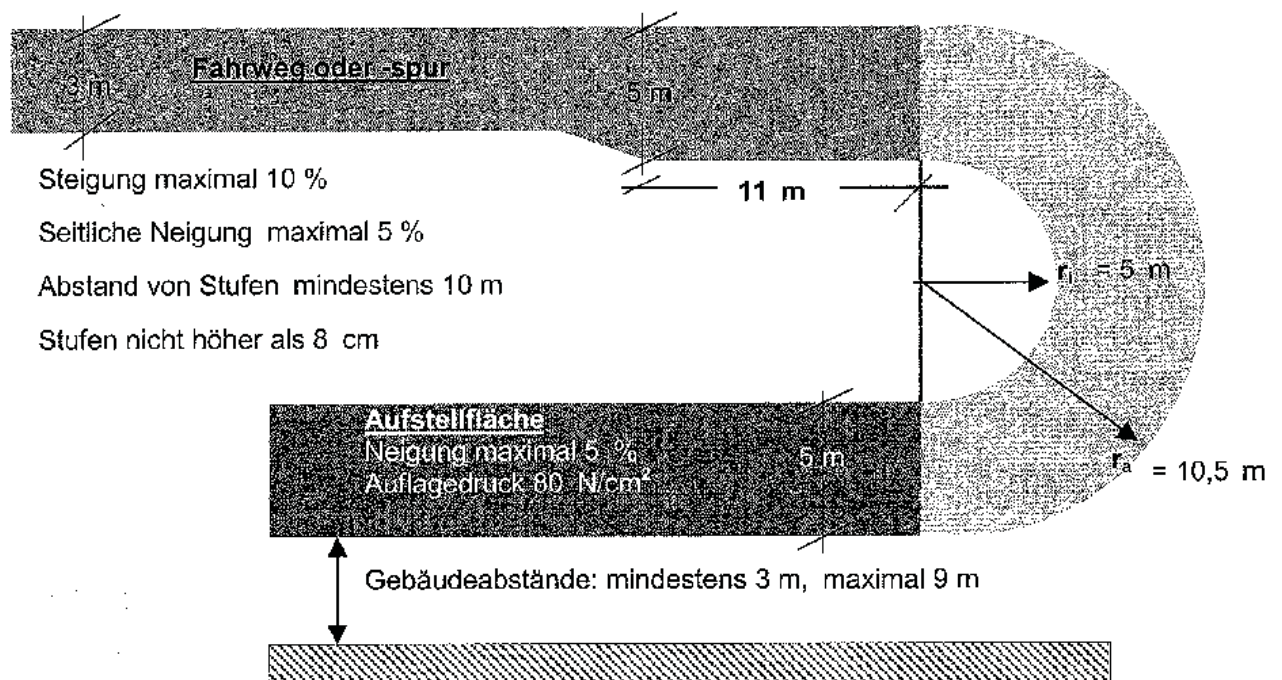 Fahrweg oder -spur
3 m
5 m
Steigung maximal 10 %
11 m
Seitliche Neigung maximal 5 %
Abstand von Stufen mindestens 10 m
rᵢ = 5 m
Stufen nicht höher als 8 cm
Aufstellfläche
Neigung maximal 5 %
Auflagedruck 80 N/cm²
5 m
rₐ = 10,5 m
Gebäudeabstände: mindestens 3 m, maximal 9 m